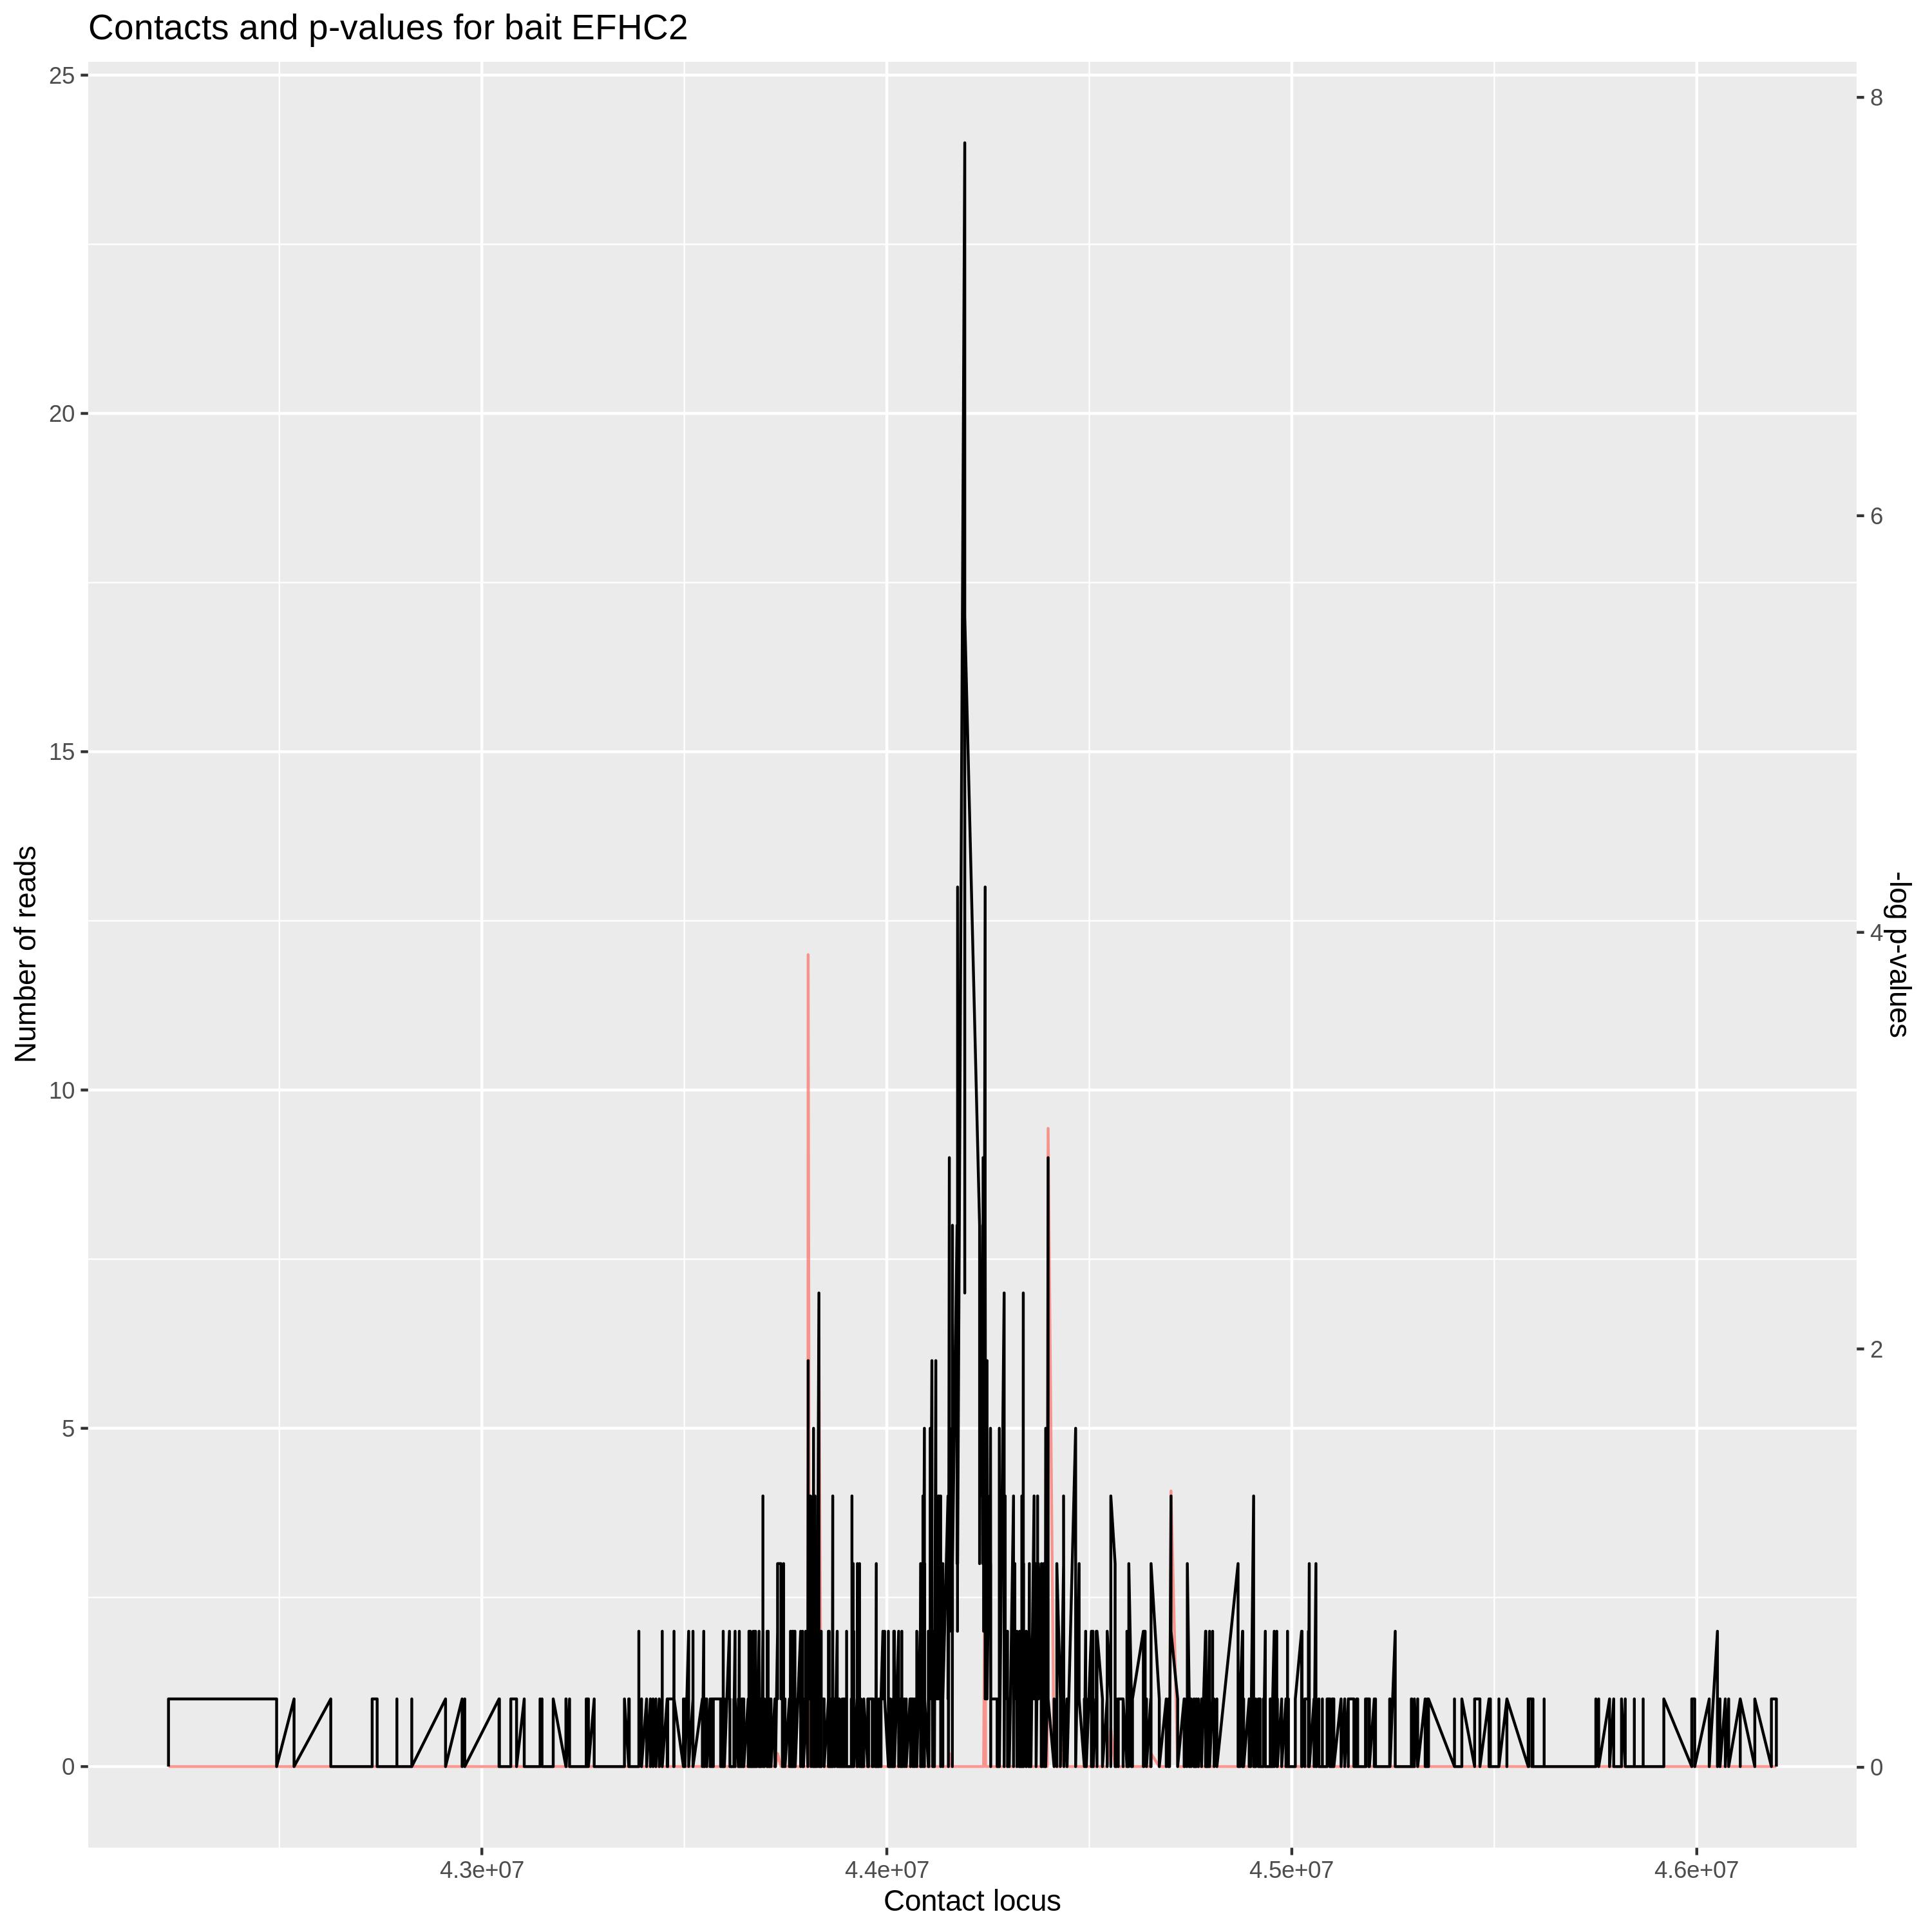 Contacts and p-values for bait EFHC2
25
20
15
10
5
0
Number of reads
8
6
4
2
0
-log p-values
4.3e+07 4.4e+07 4.5e+07 4.6e+07
Contact locus